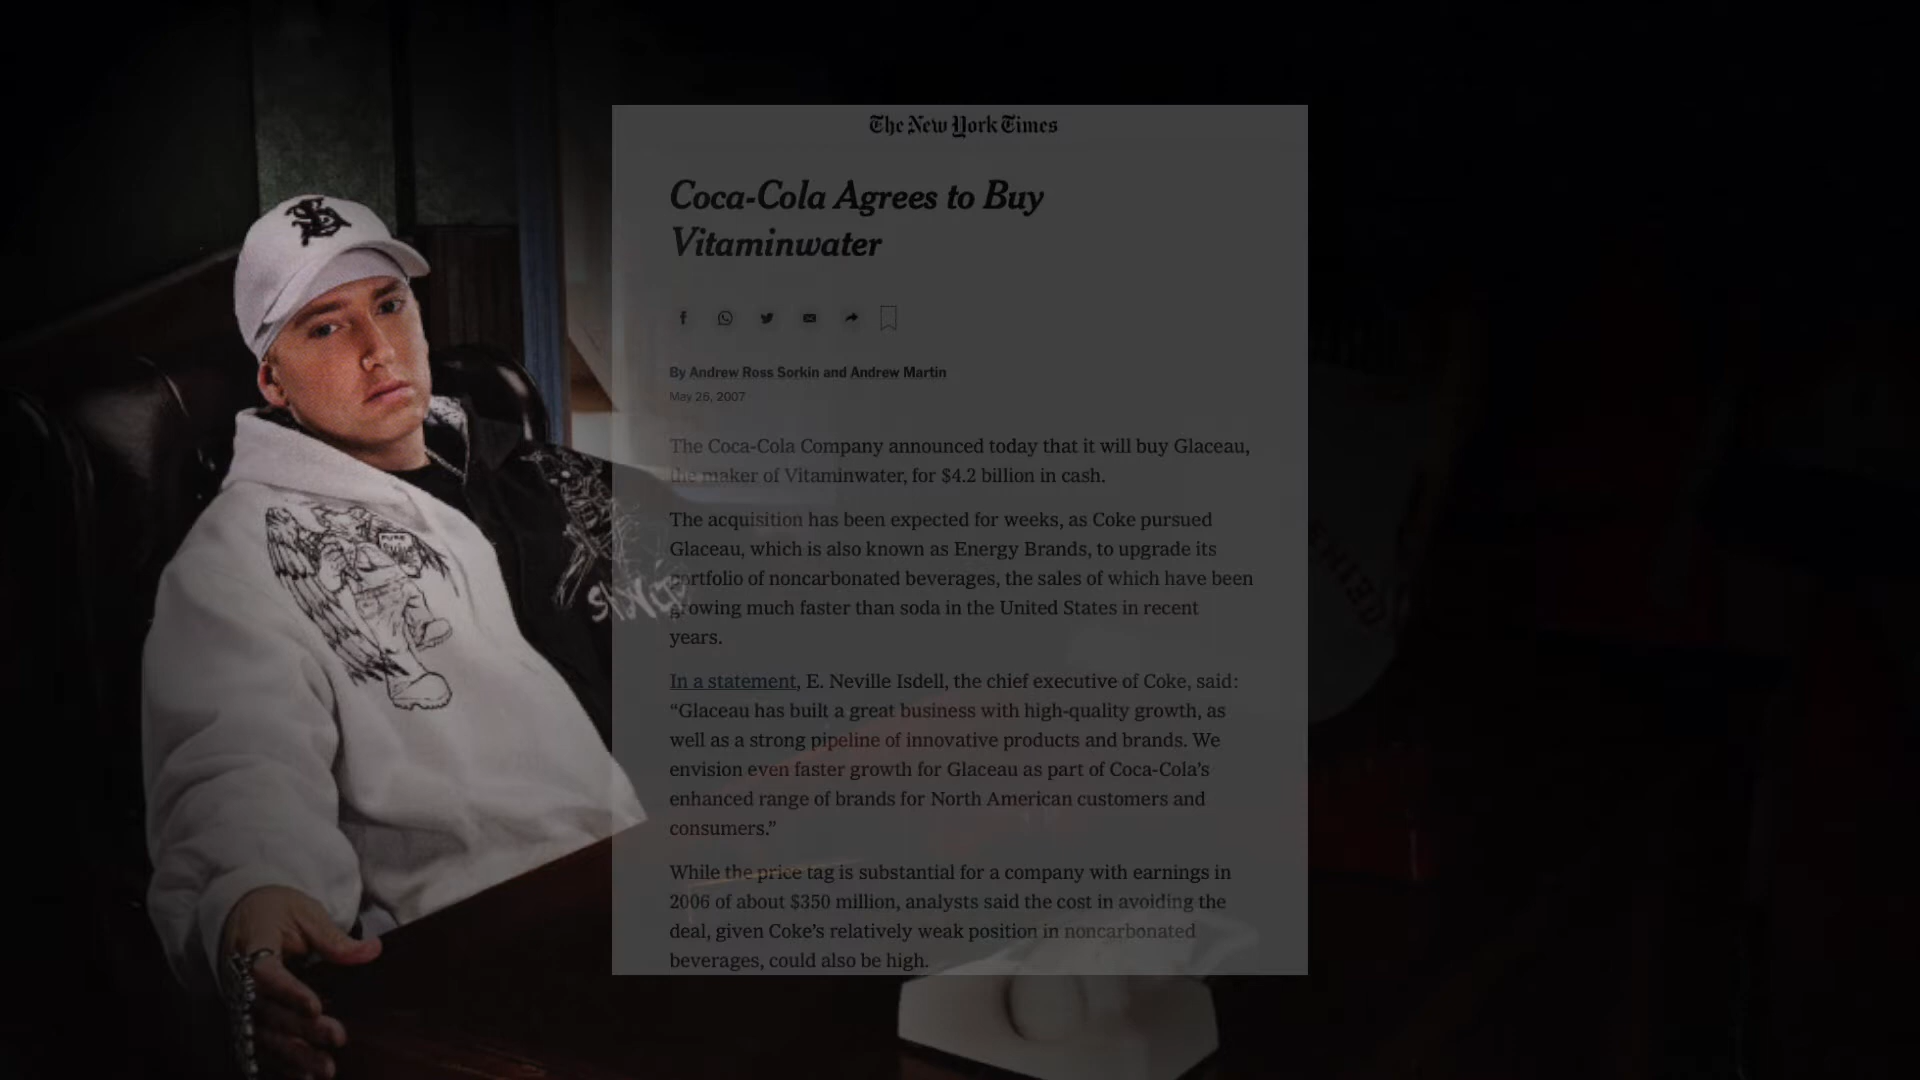 The New York Times
Coca-Cola Agrees to Buy
Vitaminwater
By Andrew Ross Sorkin and Andrew Martin
May 26, 2007
The Coca-Cola Company announced today that it will buy Glaceau,
the maker of Vitaminwater, for $4.2 billion in cash.
The acquisition has been expected for weeks, as Coke pursued
Glaceau, which is also known as Energy Brands, to upgrade its
portfolio of noncarbonated beverages, the sales of which have been
growing much faster than soda in the United States in recent
years.
In a statement, E. Neville Isdell, the chief executive of Coke, said:
“Glaceau has built a great business with high-quality growth, as
well as a strong pipeline of innovative products and brands. We
envision even faster growth for Glaceau as part of Coca-Cola’s
enhanced range of brands for North American customers and
consumers.”
While the price tag is substantial for a company with earnings in
2006 of about $350 million, analysts said the cost in avoiding the
deal, given Coke’s relatively weak position in noncarbonated
beverages, could also be high.